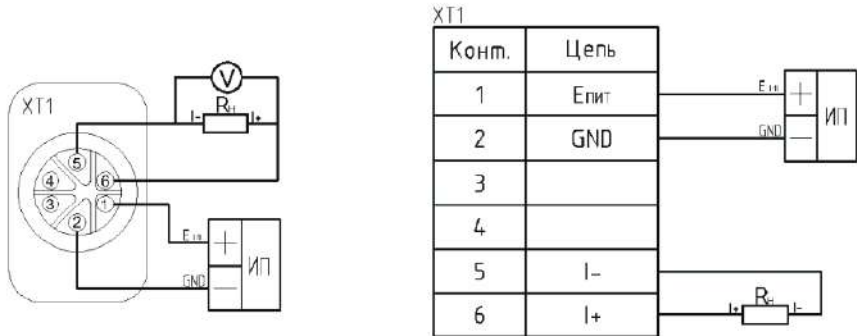 XT1
V
Rн
I- I+
5
4 6
3 1
2
Eпит +
ИП
GND —
XT1
Конт. Цепь
1 Eпит
2 GND
3
4
5 I-
6 I+
Eпит +
ИП
GND —
I+ Rн I-